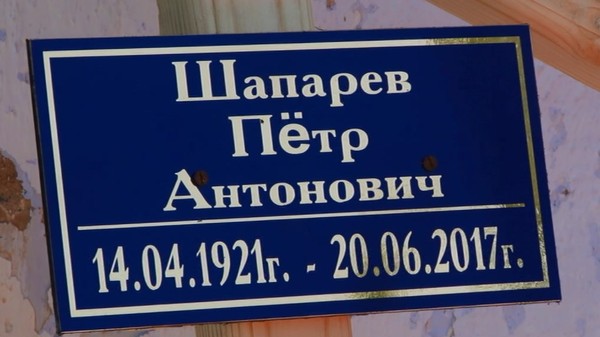 Шапарев
Пётр
Антонович
14.04.1921г. - 20.06.2017г.